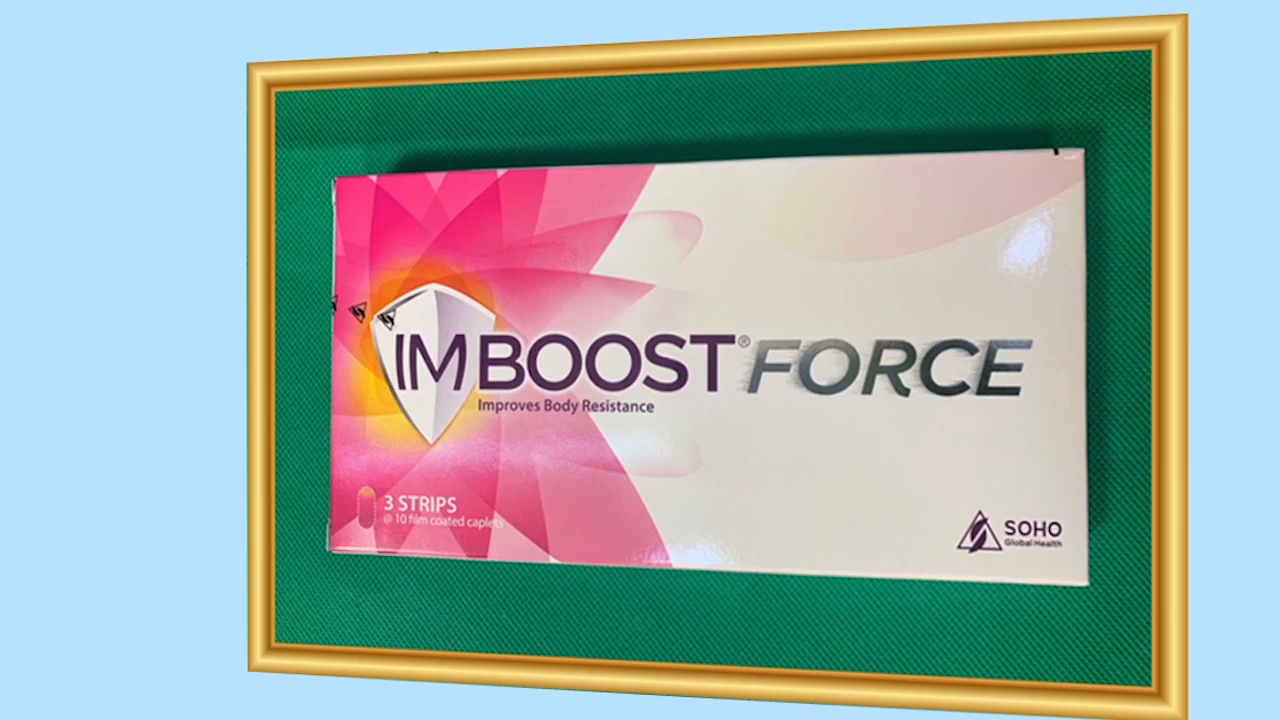 IMBOOST® FORCE
Improves Body Resistance
3 STRIPS
@ 10 film coated caplets
SOHO
Global Health